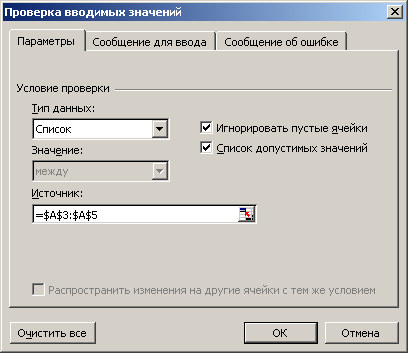 Проверка вводимых значений
Параметры Сообщение для ввода Сообщение об ошибке
Условие проверки
Тип данных:
Список
Игнорировать пустые ячейки
Значение:
Список допустимых значений
между
Источник:
=$A$3:$A$5
Распространить изменения на другие ячейки с тем же условием
Очистить все ОК Отмена